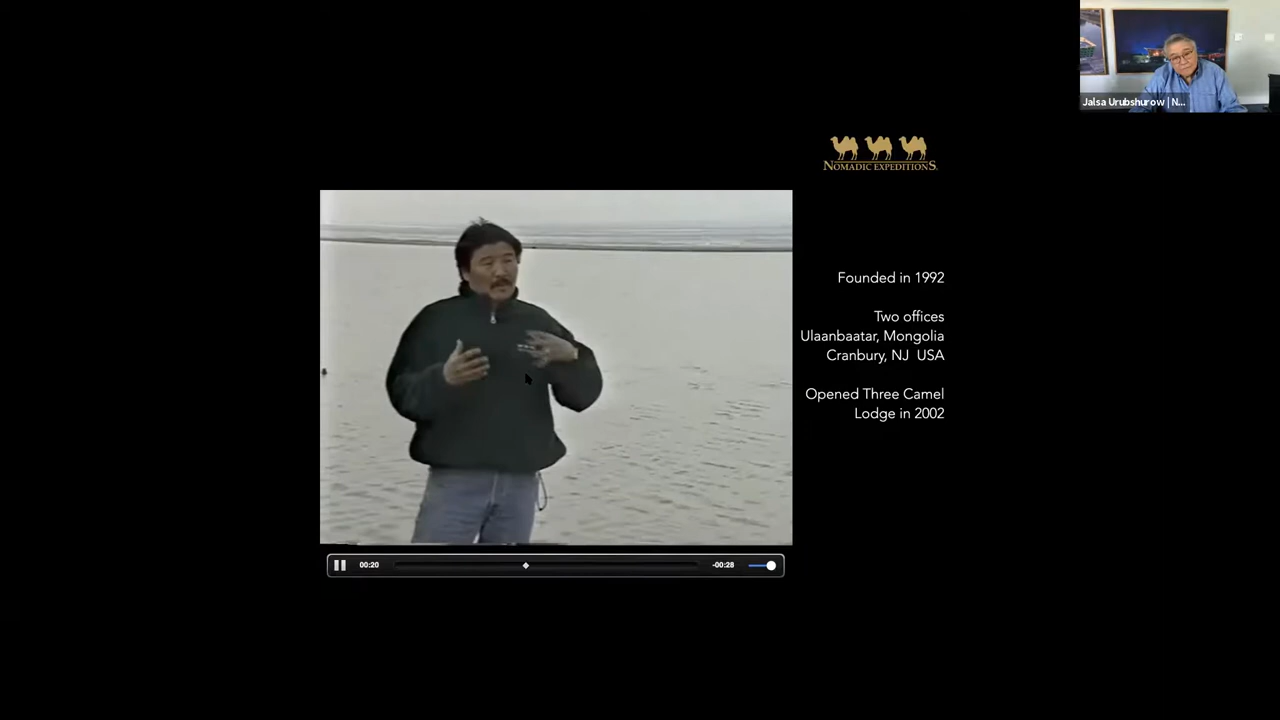 Jalsa Urubshurow | N...
NOMADIC EXPEDITIONS
Founded in 1992
Two offices
Ulaanbaatar, Mongolia
Cranbury, NJ USA
Opened Three Camel
Lodge in 2002
00:20
-00:28